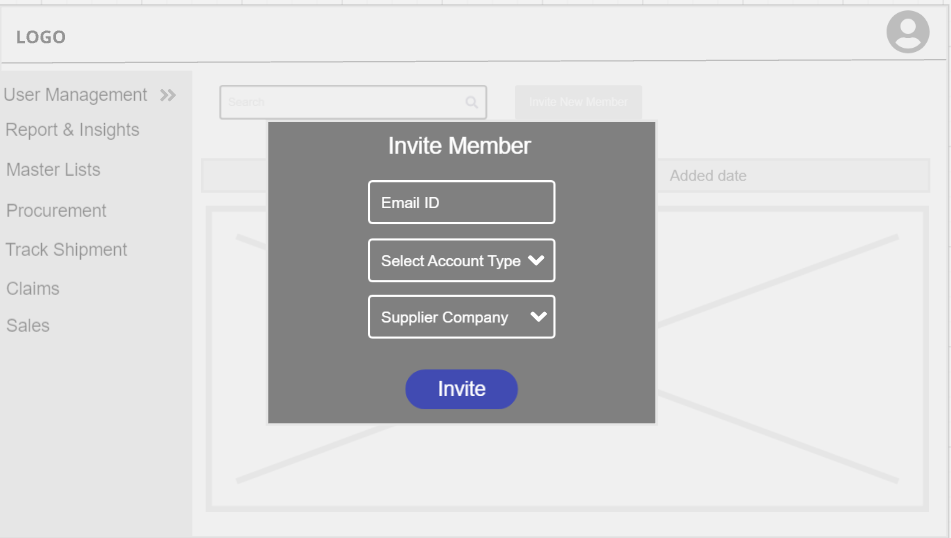 LOGO
User Management
Report & Insights
Master Lists
Procurement
Track Shipment
Claims
Sales
Search
Invite New Member
Added date
Invite Member
Email ID
Select Account Type
Supplier Company
Invite